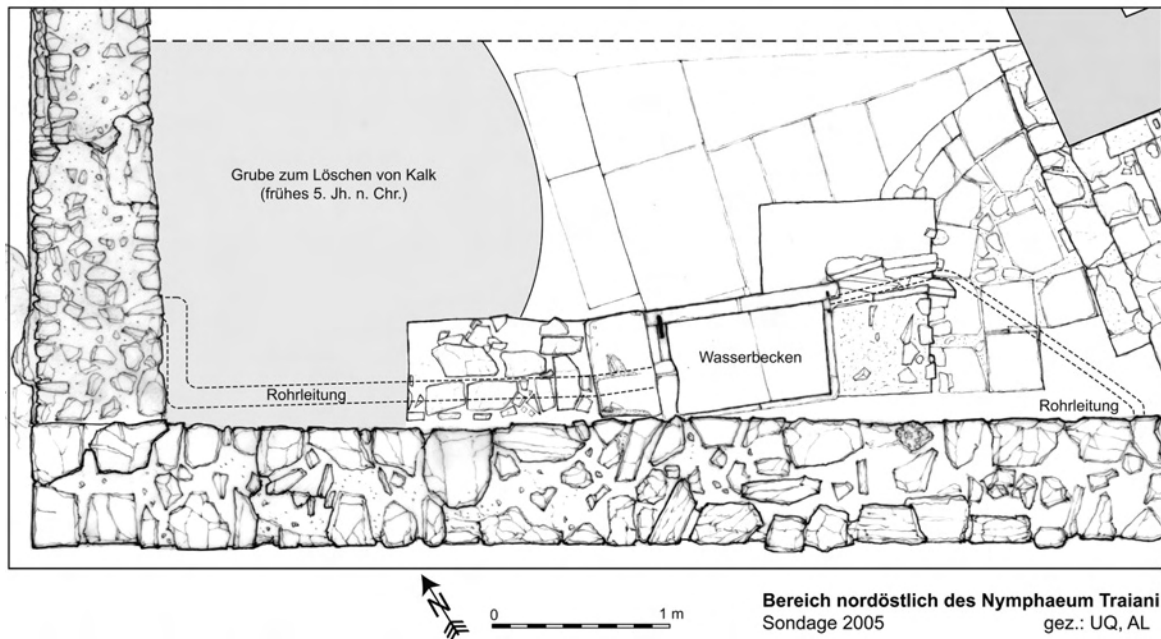 Grube zum Löschen von Kalk
(frühes 5. Jh. n. Chr.)
Wasserbecken
Rohrleitung
Rohrleitung
N
0 1 m
Bereich nordöstlich des Nymphaeum Traiani
Sondage 2005 gez.: UQ, AL